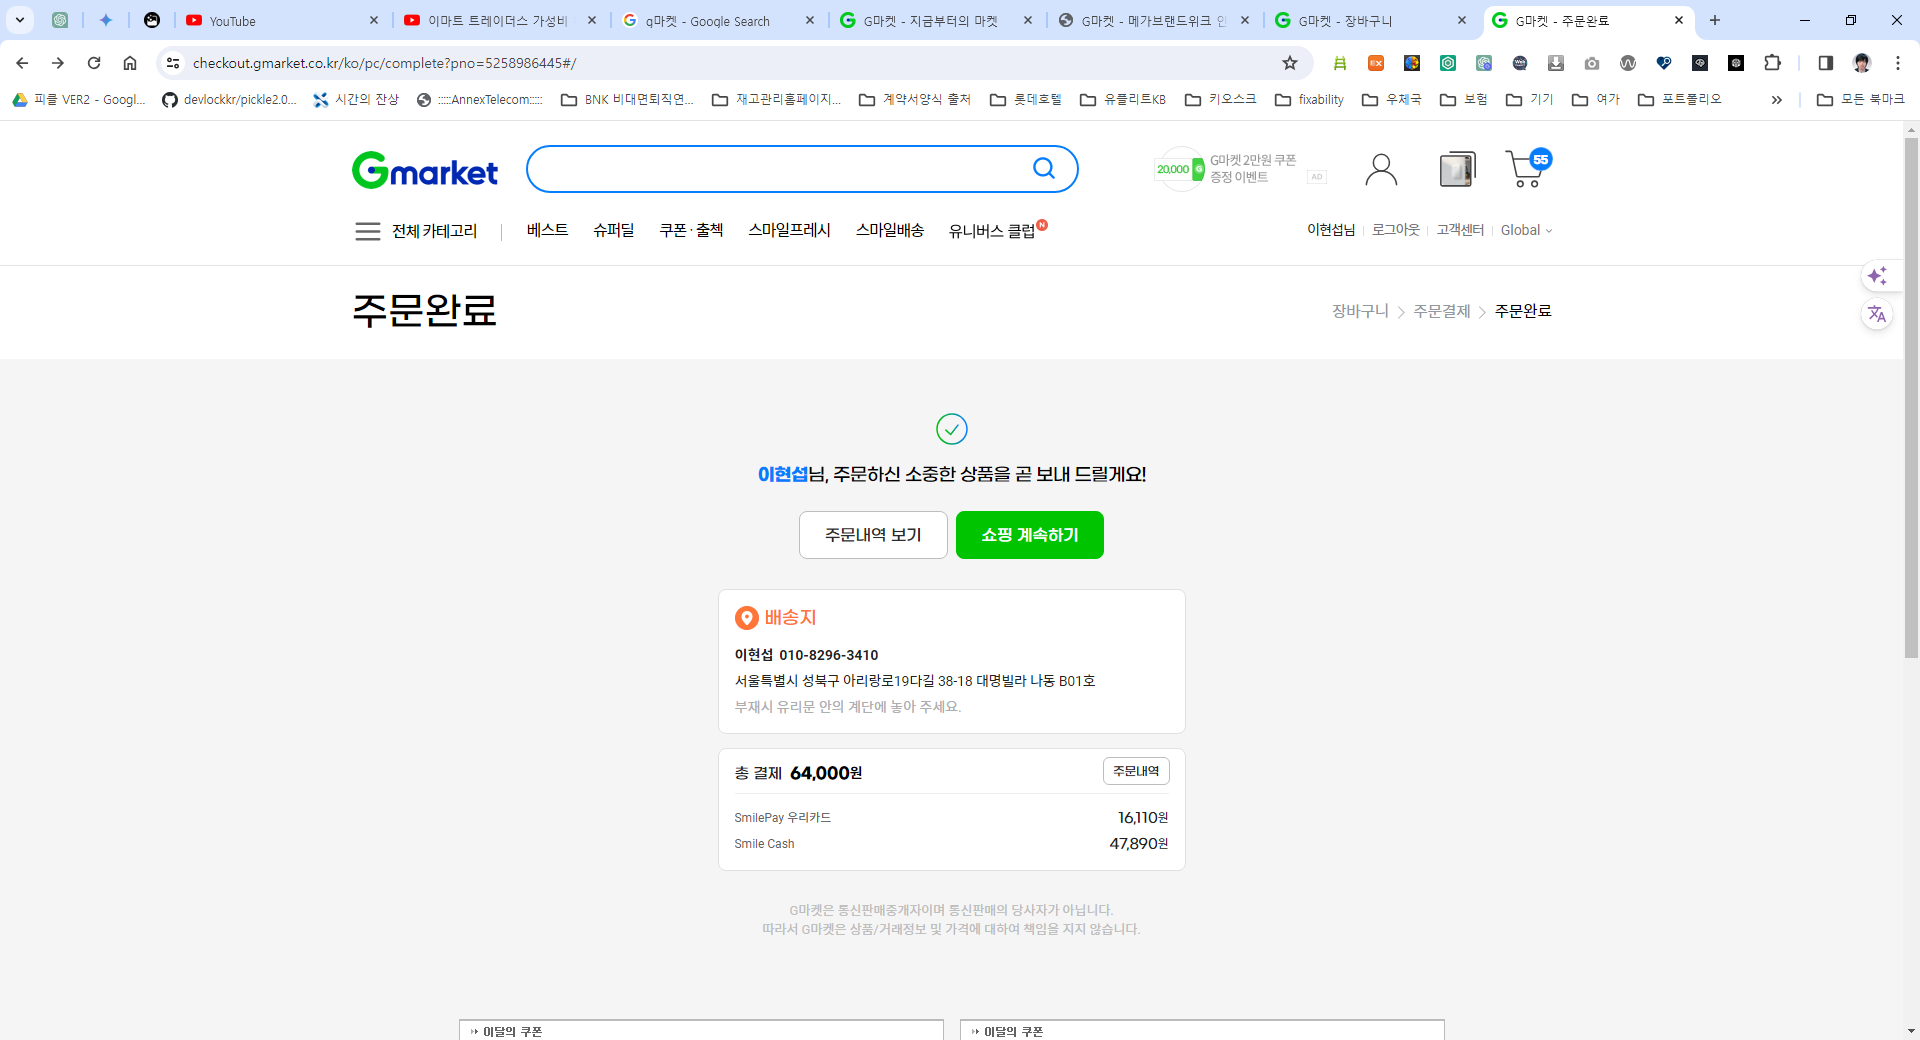 YouTube
이마트 트레이더스 가성비
q마켓 - Google Search
G마켓 - 지금부터의 마켓
G마켓 - 메가브랜드위크 인
G마켓 - 장바구니
G마켓 - 주문완료
checkout.gmarket.co.kr/ko/pc/complete?pno=5258986445#/
피클 VER2 - Googl...
devlockkr/pickle2.0...
시간의 잔상
:::::AnnexTelecom:::::
BNK 비대면퇴직연...
재고관리홈페이지...
계약서양식 출처
롯데호텔
유플리트KB
키오스크
fixability
우체국
보험
기기
여가
포트폴리오
모든 북마크
Gmarket
20,000
G마켓 2만원 쿠폰
증정 이벤트
AD
55
전체 카테고리
베스트
슈퍼딜
쿠폰·출첵
스마일프레시
스마일배송
유니버스 클럽
N
이현섭님
로그아웃
고객센터
Global
주문완료
장바구니 > 주문결제 > 주문완료
이현섭님, 주문하신 소중한 상품을 곧 보내 드릴게요!
주문내역 보기
쇼핑 계속하기
배송지
이현섭 010-8296-3410
서울특별시 성북구 아리랑로19다길 38-18 대명빌라 나동 B01호
부재시 유리문 안의 계단에 놓아 주세요.
총 결제 64,000원
주문내역
SmilePay 우리카드 16,110원
Smile Cash 47,890원
G마켓은 통신판매중개자이며 통신판매의 당사자가 아닙니다.
따라서 G마켓은 상품/거래정보 및 가격에 대하여 책임을 지지 않습니다.
이달의 쿠폰
이달의 쿠폰